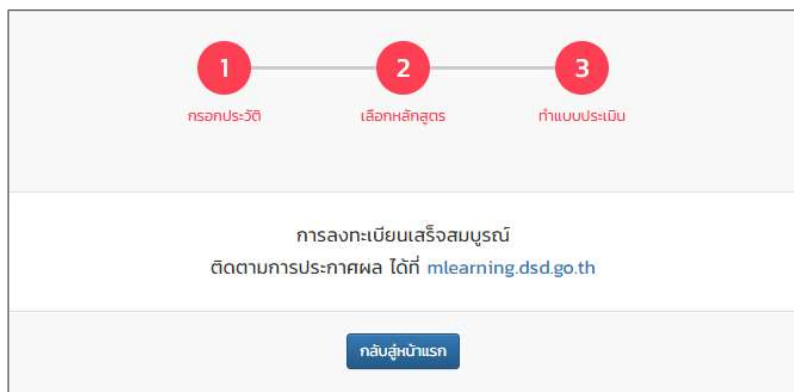 1 2 3
กรอกประวัติ เลือกหลักสูตร ทำแบบประเมิน
การลงทะเบียนเสร็จสมบูรณ์
ติดตามการประกาศผล ได้ที่ mlearning.dsd.go.th
กลับสู่หน้าแรก